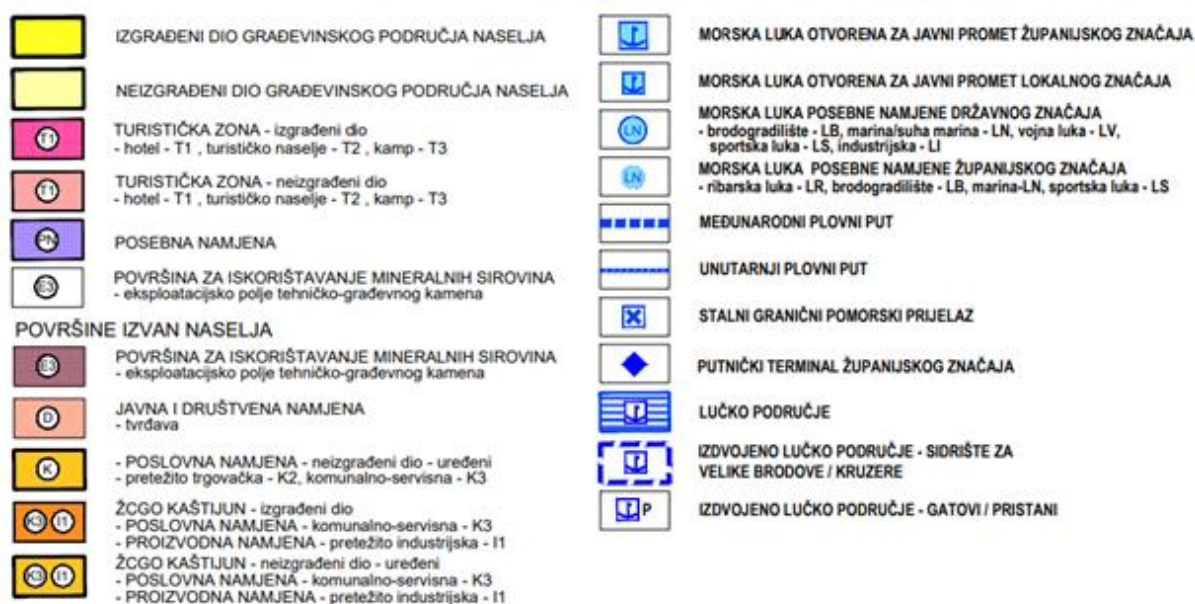 IZGRAĐENI DIO GRAĐEVINSKOG PODRUČJA NASELJA
NEIZGRAĐENI DIO GRAĐEVINSKOG PODRUČJA NASELJA
T1
TURISTIČKA ZONA - izgrađeni dio
- hotel - T1 , turističko naselje - T2 , kamp - T3
T1
TURISTIČKA ZONA - neizgrađeni dio
- hotel - T1 , turističko naselje - T2 , kamp - T3
PN
POSEBNA NAMJENA
E3
POVRŠINA ZA ISKORIŠTAVANJE MINERALNIH SIROVINA
- eksploatacijsko polje tehničko-građevnog kamena
POVRŠINE IZVAN NASELJA
E3
POVRŠINA ZA ISKORIŠTAVANJE MINERALNIH SIROVINA
- eksploatacijsko polje tehničko-građevnog kamena
D
JAVNA I DRUŠTVENA NAMJENA
- tvrđava
K
- POSLOVNA NAMJENA - neizgrađeni dio - uređeni
- pretežito trgovačka - K2, komunalno-servisna - K3
K3 I1
ŽCGO KAŠTIJUN - izgrađeni dio
- POSLOVNA NAMJENA - komunalno-servisna - K3
- PROIZVODNA NAMJENA - pretežito industrijska - I1
K3 I1
ŽCGO KAŠTIJUN - neizgrađeni dio - uređeni
- POSLOVNA NAMJENA - komunalno-servisna - K3
- PROIZVODNA NAMJENA - pretežito industrijska - I1
MORSKA LUKA OTVORENA ZA JAVNI PROMET ŽUPANIJSKOG ZNAČAJA
MORSKA LUKA OTVORENA ZA JAVNI PROMET LOKALNOG ZNAČAJA
LN
MORSKA LUKA POSEBNE NAMJENE DRŽAVNOG ZNAČAJA
- brodogradilište - LB, marina/suha marina - LN, vojna luka - LV,
sportska luka - LS, industrijska - LI
LN
MORSKA LUKA POSEBNE NAMJENE ŽUPANIJSKOG ZNAČAJA
- ribarska luka - LR, brodogradilište - LB, marina-LN, sportska luka - LS
MEĐUNARODNI PLOVNI PUT
UNUTARNJI PLOVNI PUT
STALNI GRANIČNI POMORSKI PRIJELAZ
PUTNIČKI TERMINAL ŽUPANIJSKOG ZNAČAJA
LUČKO PODRUČJE
IZDVOJENO LUČKO PODRUČJE - SIDRIŠTE ZA
VELIKE BRODOVE / KRUZERE
P
IZDVOJENO LUČKO PODRUČJE - GATOVI / PRISTANI